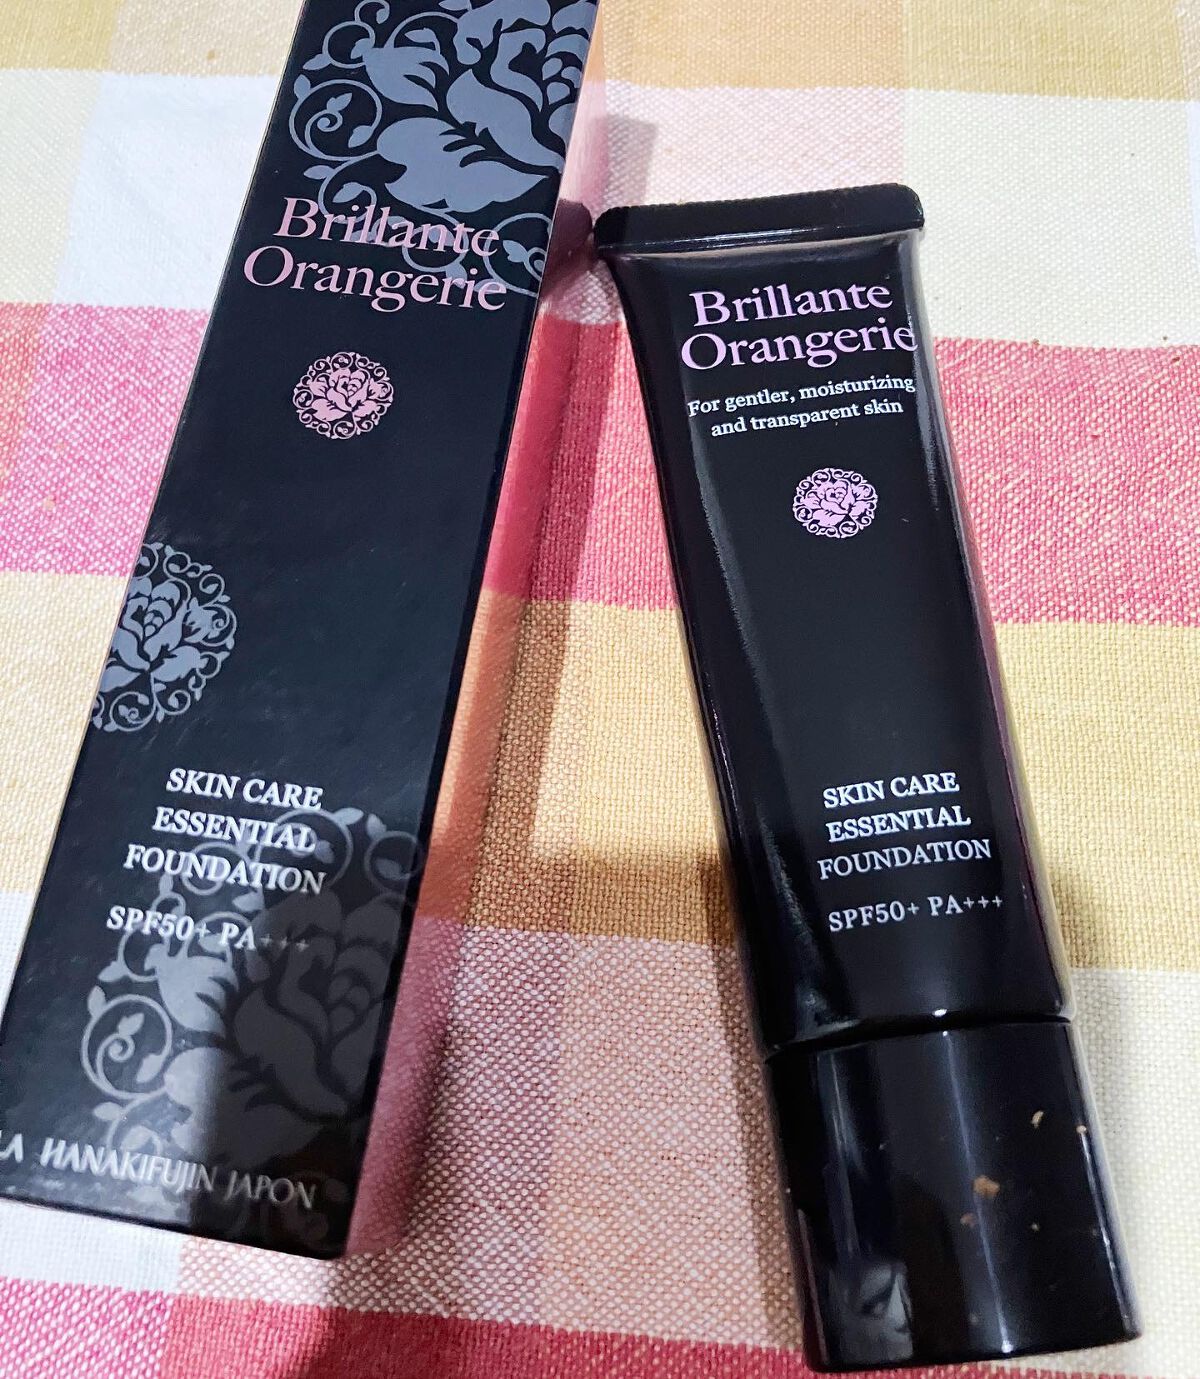 Brillante
Orangerie
SKIN CARE
ESSENTIAL
FOUNDATION
SPF50+ PA+++
LA HANAKIFUJIN JAPON
Brillante
Orangerie
For gentler, moisturizing
and transparent skin
SKIN CARE
ESSENTIAL
FOUNDATION
SPF50+ PA+++